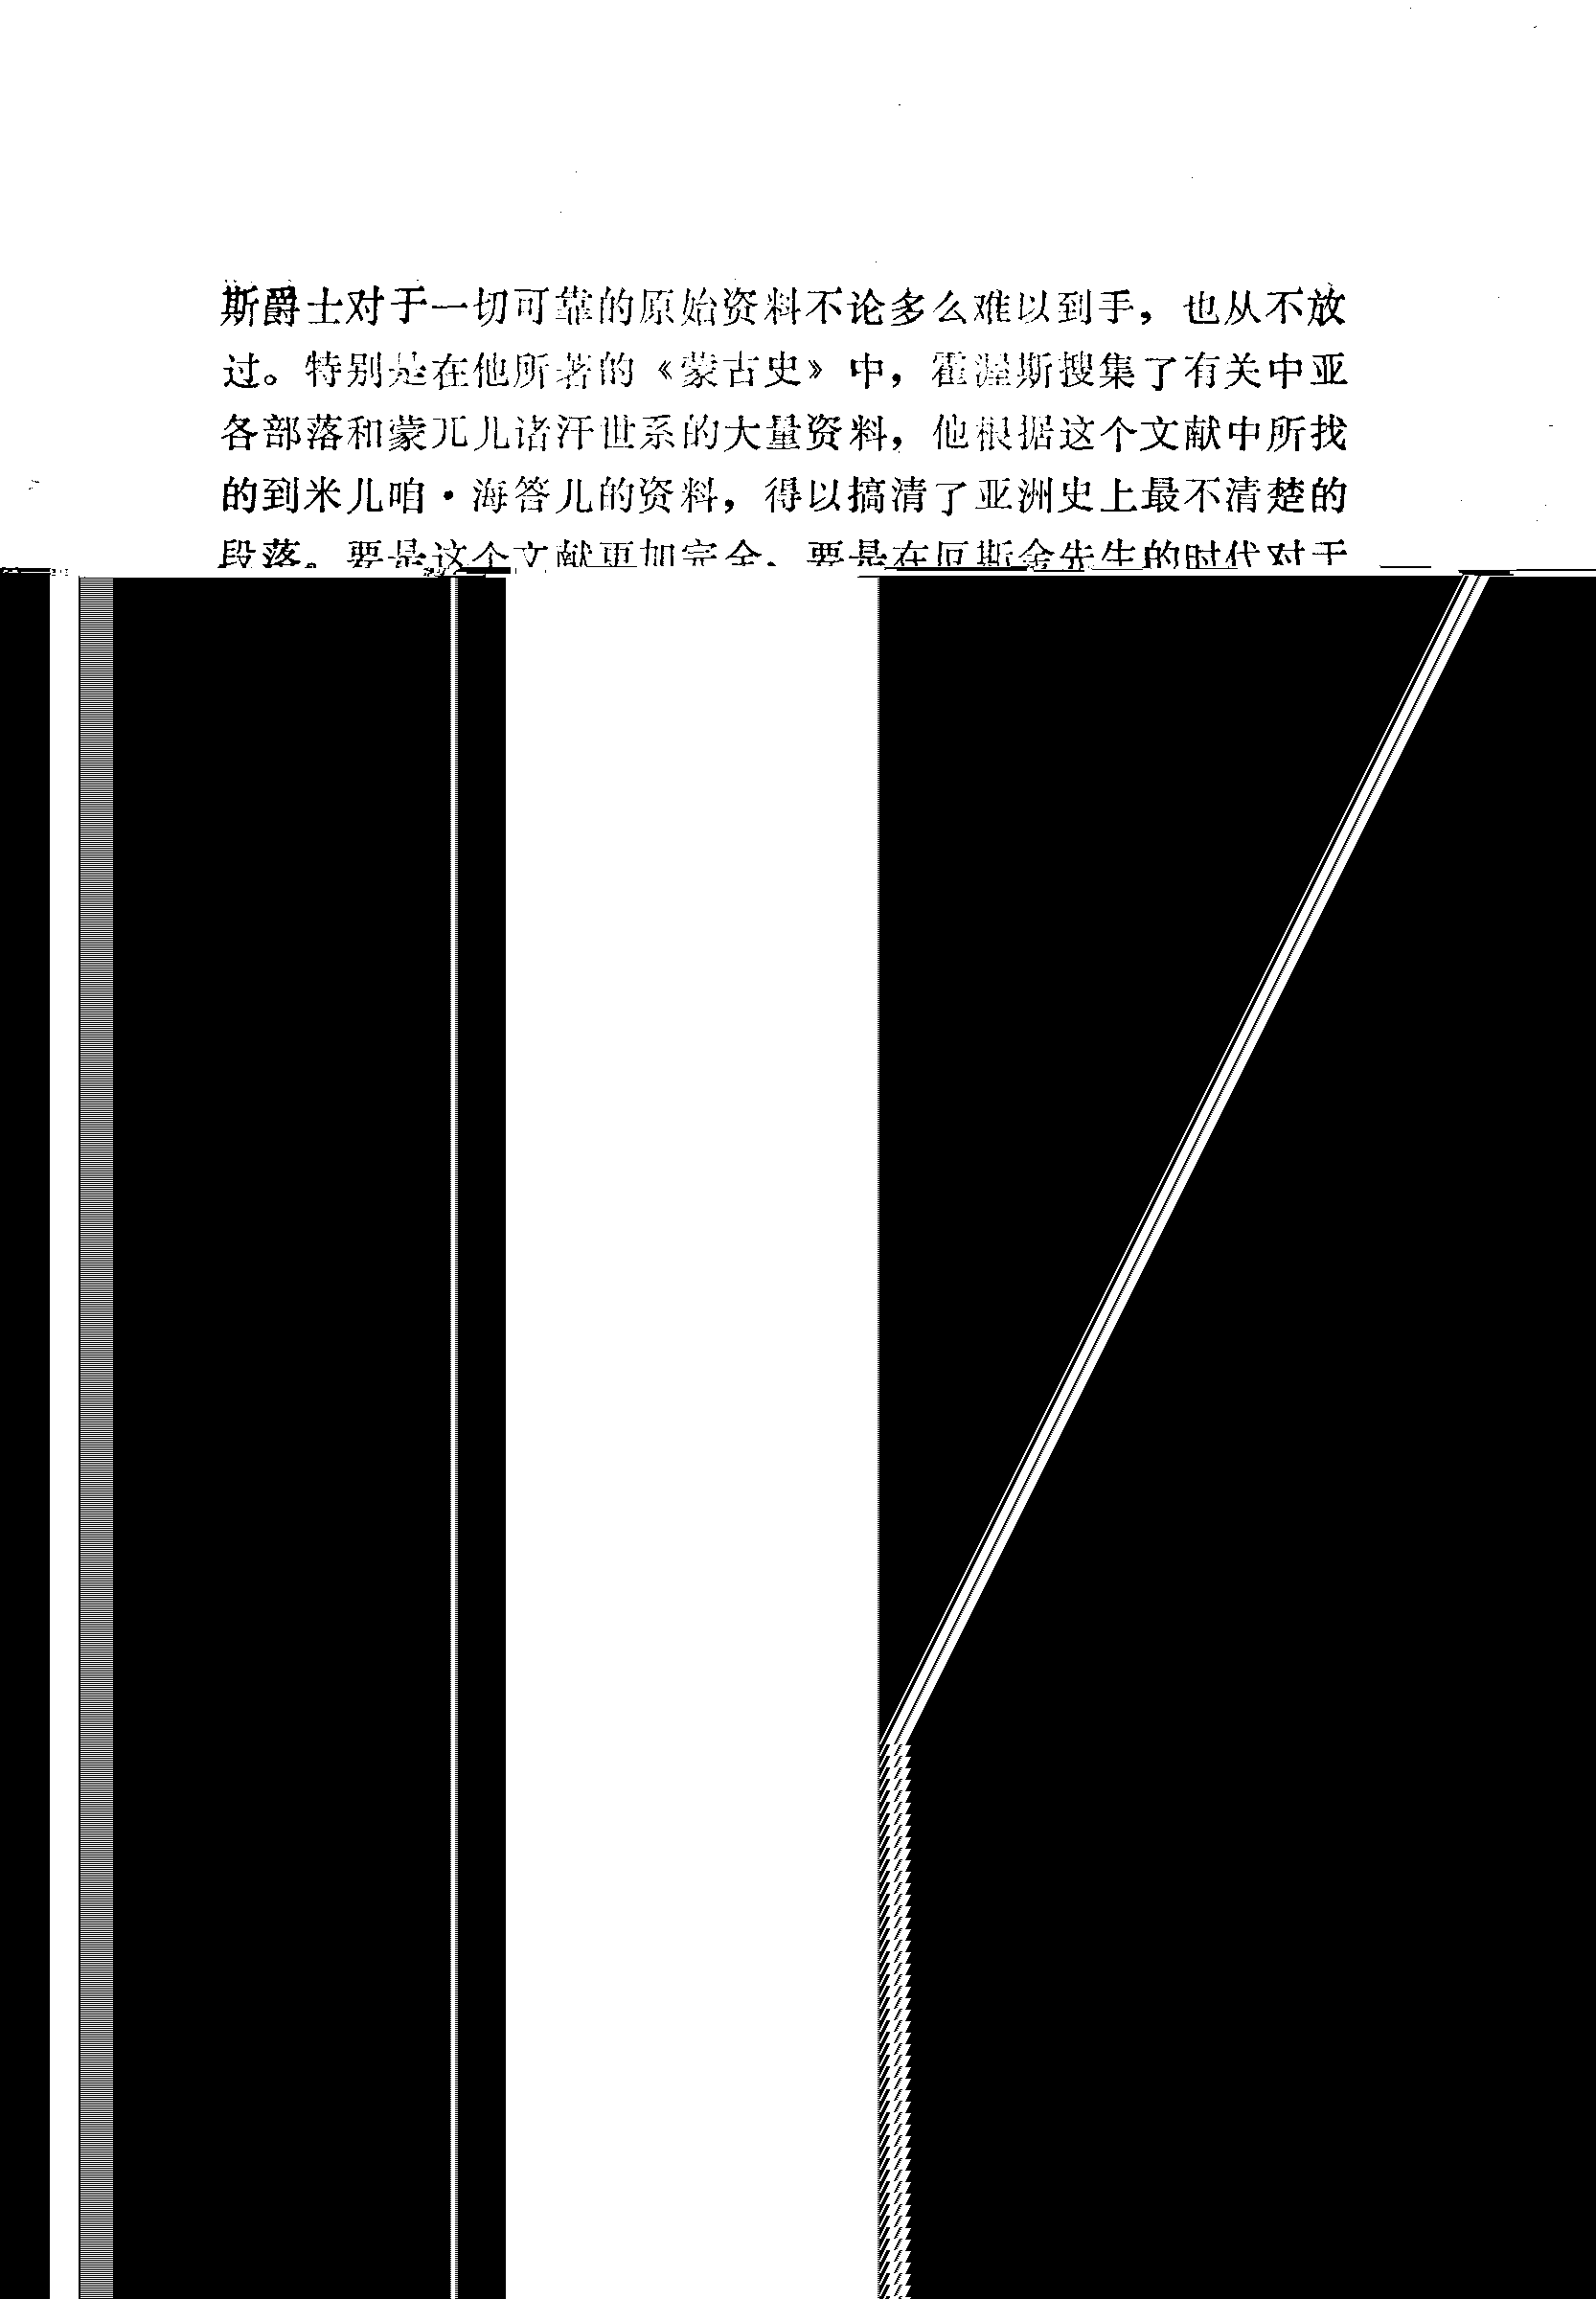 斯爵士对于一切可靠的原始资料不论多么难以到手，也从不放
过。特别是在他所著的《蒙古史》中，霍渥斯搜集了有关中亚
各部落和蒙兀儿诸汗世系的大量资料，他根据这个文献中所找
的到米儿咱·海答儿的资料，得以搞清了亚洲史上最不清楚的
段落。要是这个文献更加完全，要是在厄斯金先生的时代对于